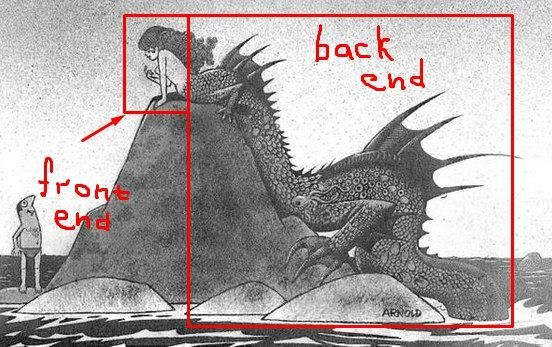 back
end
front
end
ARNOLD